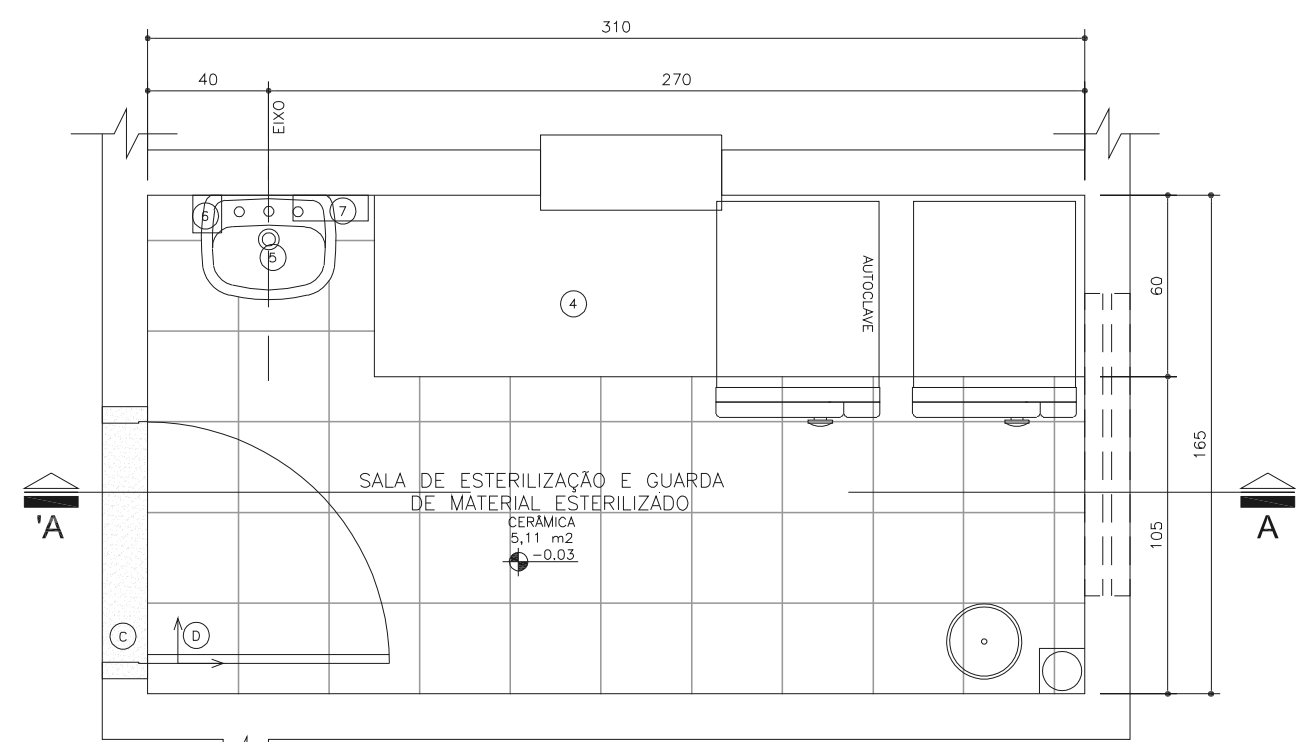 310
40
270
EIXO
6
7
5
4
AUTOCLAVE
60
165
SALA DE ESTERILIZAÇÃO E GUARDA
DE MATERIAL ESTERILIZADO
CERÂMICA
5,11 m2
-0.03
'A
A
105
C
D